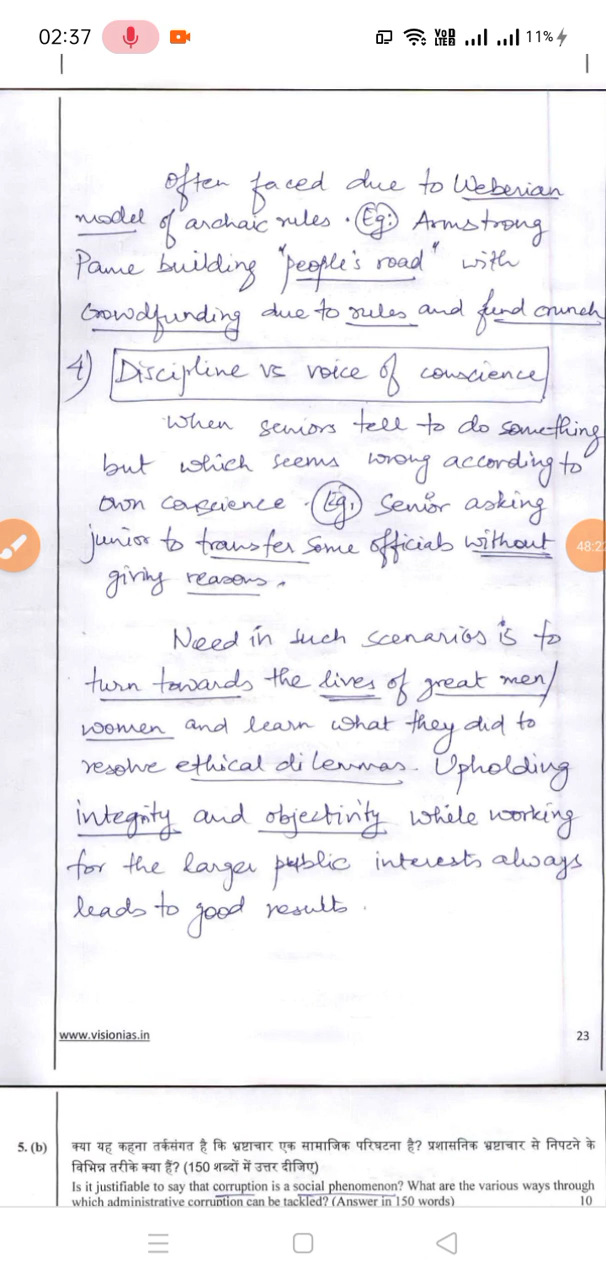 02:37
VoD
LTED
11%
Often faced due to Weberian
model of archaic rules. Eg: Armstrong
Pame building "people's road" with
Crowdfunding due to rules and fund crunch
4) Discipline vs voice of conscience
When seniors tell to do something
but which seems wrong according to
own conscience. Eg. Senior asking
junior to transfer some officials without
giving reasons.
48:2
Need in such scenarios is to
turn towards the lives of great men/
women and learn what they did to
resolve ethical dilemmas. Upholding
integrity and objectivity while working
for the larger public interests always
leads to good results.
www.visionias.in
23
5. (b) क्या यह कहना तर्कसंगत है कि भ्रष्टाचार एक सामाजिक परिघटना है? प्रशासनिक भ्रष्टाचार से निपटने के
विभिन्न तरीके क्या हैं? (150 शब्दों में उत्तर दीजिए)
Is it justifiable to say that corruption is a social phenomenon? What are the various ways through
which administrative corruption can be tackled? (Answer in 150 words) 10